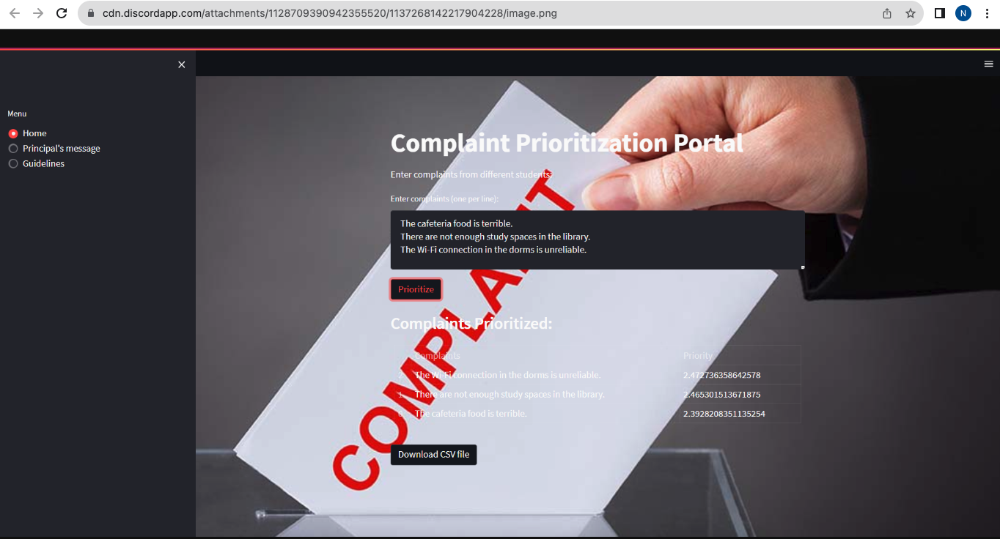 cdn.discordapp.com/attachments/1128709390942355520/1137268142217904228/image.png
N
Menu
Home
Principal's message
Guidelines
Complaint Prioritization Portal
Enter complaints from different students:
Enter complaints (one per line):
The cafeteria food is terrible.
There are not enough study spaces in the library.
The Wi-Fi connection in the dorms is unreliable.
Prioritize
COMPLAINT
Complaints Prioritized:
Complaints Priority
2 The Wi-Fi connection in the dorms is unreliable. 2.472736358642578
1 There are not enough study spaces in the library. 2.465301513671875
0 The cafeteria food is terrible. 2.3928208351135254
Download CSV file